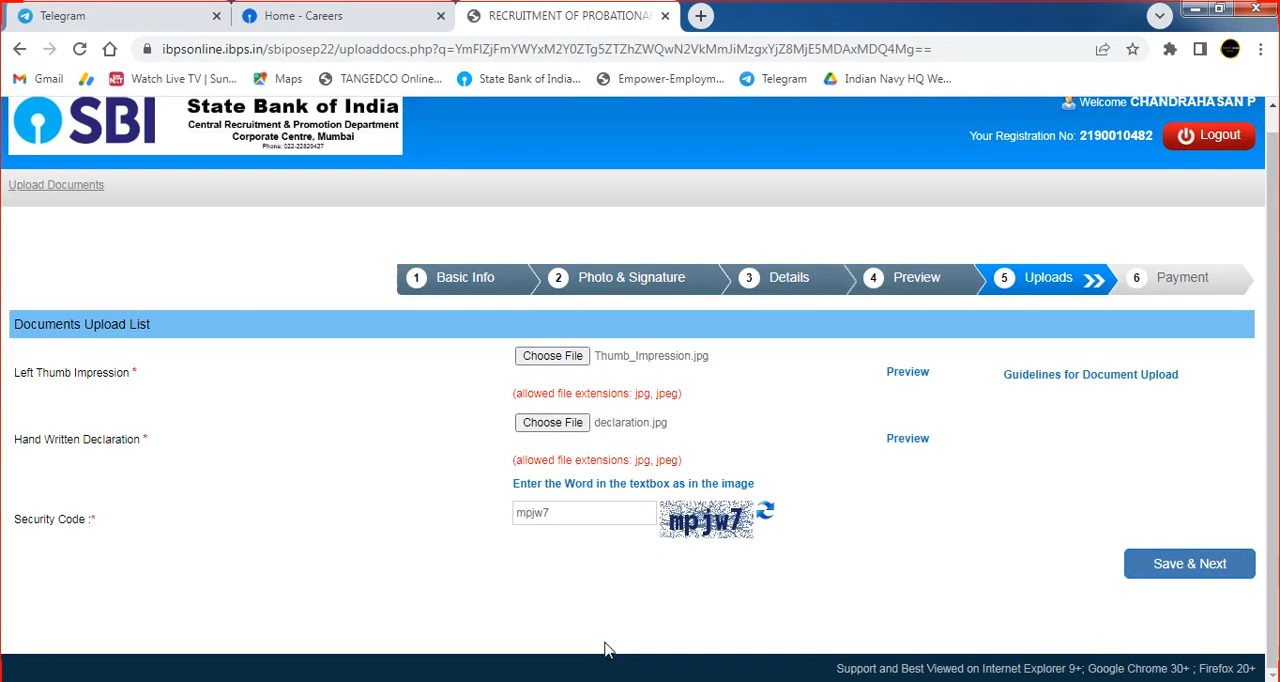 Telegram
Home - Careers
RECRUITMENT OF PROBATIONA
ibpsonline.ibps.in/sbiposep22/uploaddocs.php?q=YmFlZjFmYWYxM2Y0ZTg5ZTZhZWQwN2VkMmJiMzgxYjZ8MjE5MDAxMDQ4Mg==
Gmail
Watch Live TV | Sun...
Maps
TANGEDCO Online...
State Bank of India...
Empower-Employm...
Telegram
Indian Navy HQ We...
SBI
State Bank of India
Central Recruitment & Promotion Department
Corporate Centre, Mumbai
Phone: 022-22820427
Welcome CHANDRAHASAN P
Your Registration No: 2190010482
Logout
Upload Documents
1 Basic Info
2 Photo & Signature
3 Details
4 Preview
5 Uploads
6 Payment
Documents Upload List
Left Thumb Impression *
Choose File Thumb_Impression.jpg
(allowed file extensions: jpg, jpeg)
Preview
Guidelines for Document Upload
Hand Written Declaration *
Choose File declaration.jpg
(allowed file extensions: jpg, jpeg)
Preview
Enter the Word in the textbox as in the image
Security Code :*
mpjw7
mpjw7
Save & Next
Support and Best Viewed on Internet Explorer 9+; Google Chrome 30+ ; Firefox 20+